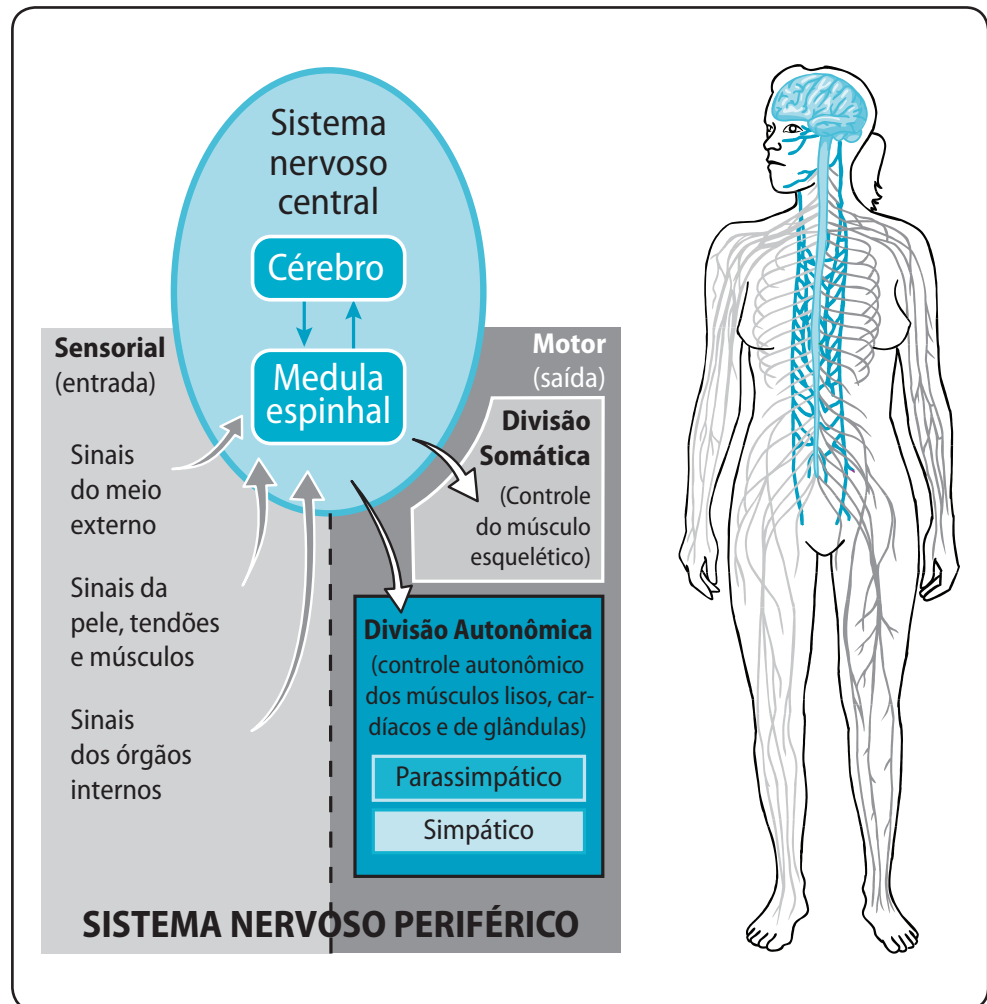 Sistema
nervoso
central
Cérebro
Medula
espinhal
Sensorial
(entrada)
Sinais
do meio
externo
Sinais da
pele, tendões
e músculos
Sinais
dos órgãos
internos
Motor
(saída)
Divisão
Somática
(Controle
do músculo
esquelético)
Divisão Autonômica
(controle autonômico
dos músculos lisos, car-
díacos e de glândulas)
Parassimpático
Simpático
SISTEMA NERVOSO PERIFÉRICO